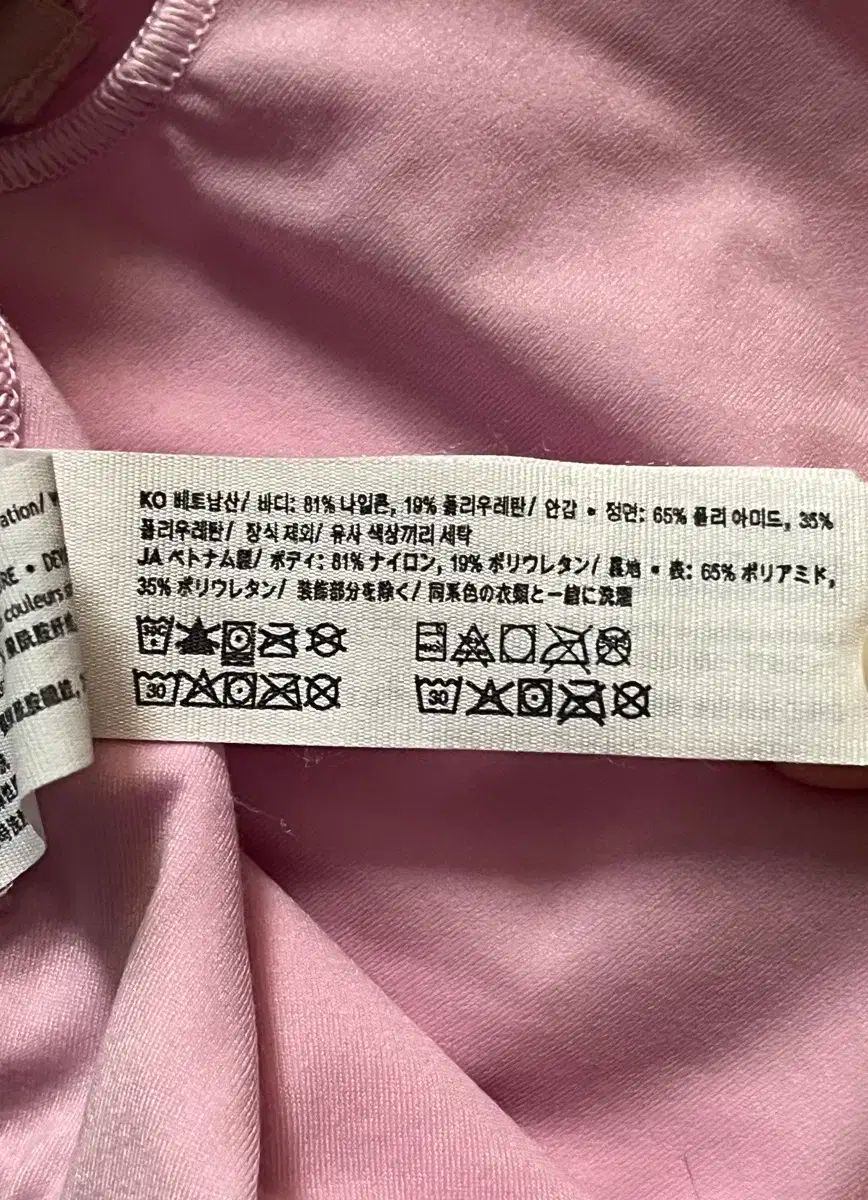 ation/
KO 베트남산/ 바디: 81% 나일론, 19% 폴리우레탄/ 안감 • 정면: 65% 폴리아미드, 35%
폴리우레탄/ 장식 제외/ 유사 색상끼리 세탁
JA ベトナム製/ ボディ: 81% ナイロン, 19% ポリウレタン/ 裏地 • 表: 65% ポリアミド,
35% ポリウレタン/ 装飾部分を除く/ 同系色の衣類と一緒に洗濯
RE • DEV
couleurs
30
30